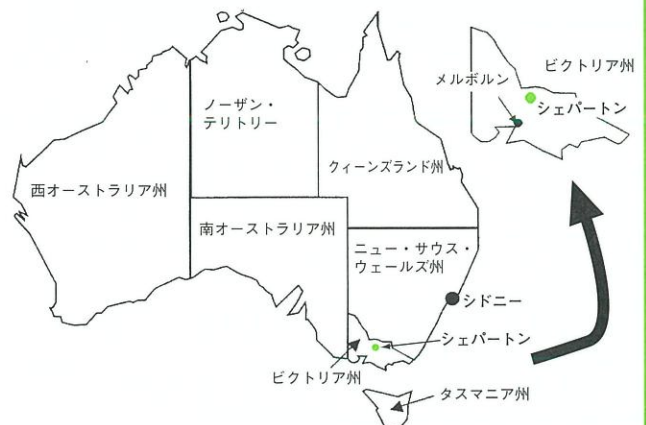 ビクトリア州
メルボルン
シェパートン
ノーザン・
テリトリー
クィーンズランド州
西オーストラリア州
南オーストラリア州
ニュー・サウス・
ウェールズ州
シドニー
シェパートン
ビクトリア州
タスマニア州